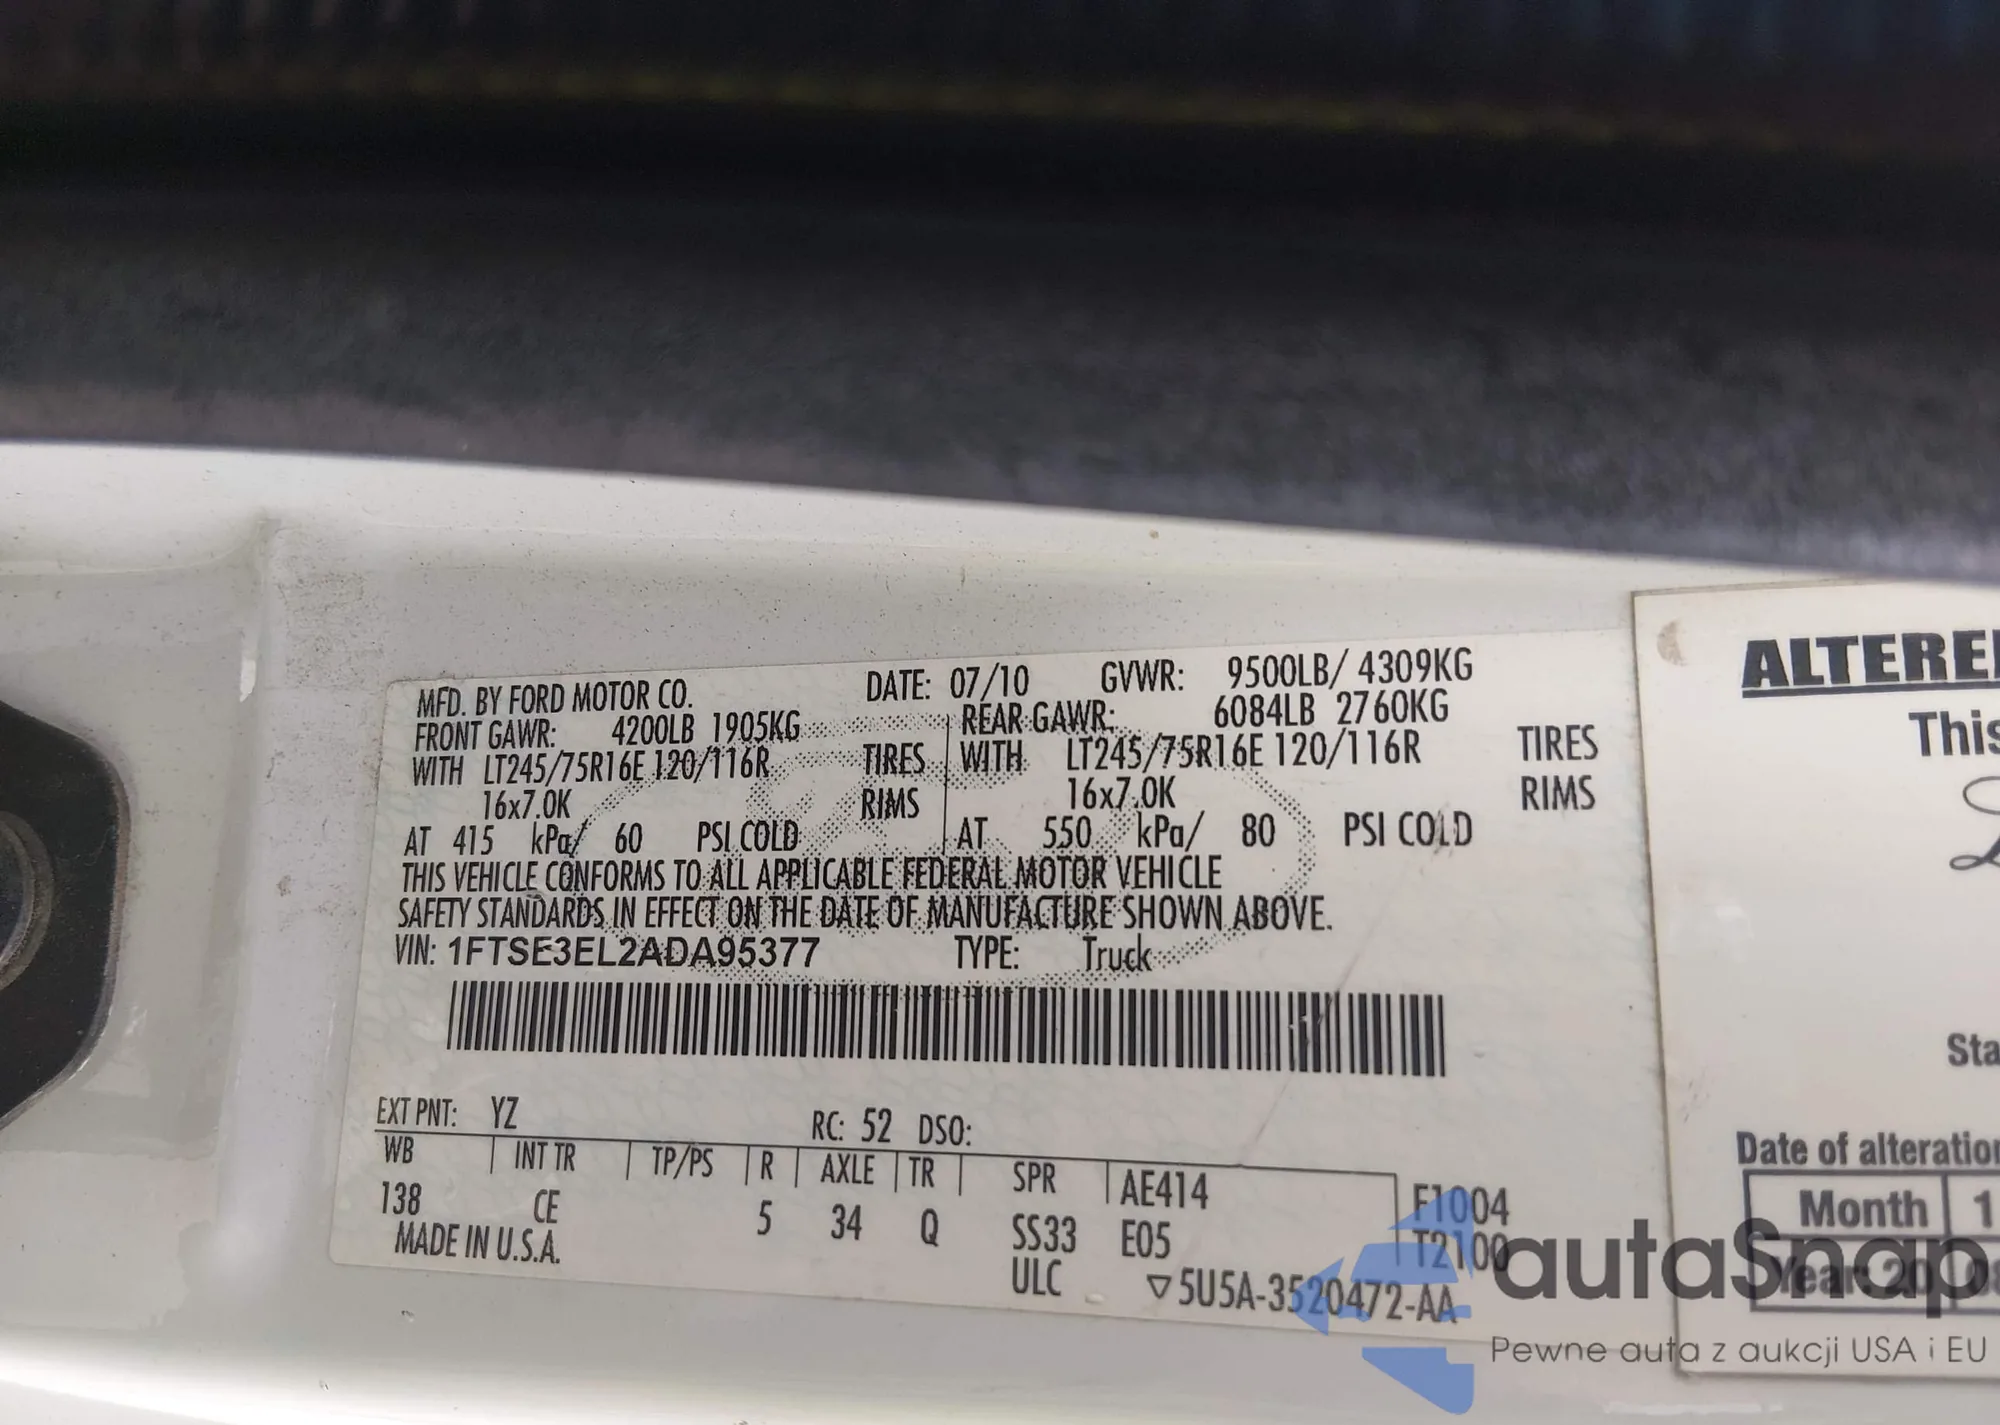 MFD. BY FORD MOTOR CO. DATE: 07/10 GVWR: 9500LB/ 4309KG
FRONT GAWR: 4200LB 1905KG REAR GAWR: 6084LB 2760KG
WITH LT245/75R16E 120/116R TIRES WITH LT245/75R16E 120/116R TIRES
16x7.0K RIMS 16x7.0K RIMS
AT 415 kPa/ 60 PSI COLD AT 550 kPa/ 80 PSI COLD
THIS VEHICLE CONFORMS TO ALL APPLICABLE FEDERAL MOTOR VEHICLE
SAFETY STANDARDS IN EFFECT ON THE DATE OF MANUFACTURE SHOWN ABOVE.
VIN: 1FTSE3EL2ADA95377 TYPE: Truck
EXT PNT: YZ RC: 52 DSO:
WB INT TR TP/PS R AXLE TR SPR AE414 F1004
138 CE 5 34 Q SS33 E05 T2100
MADE IN U.S.A. ULC ▽5U5A-3520472-AA
ALTERE
This
Sta
Date of alteration
Month 1
Year: 20
autaSnap
Pewne auta z aukcji USA i EU